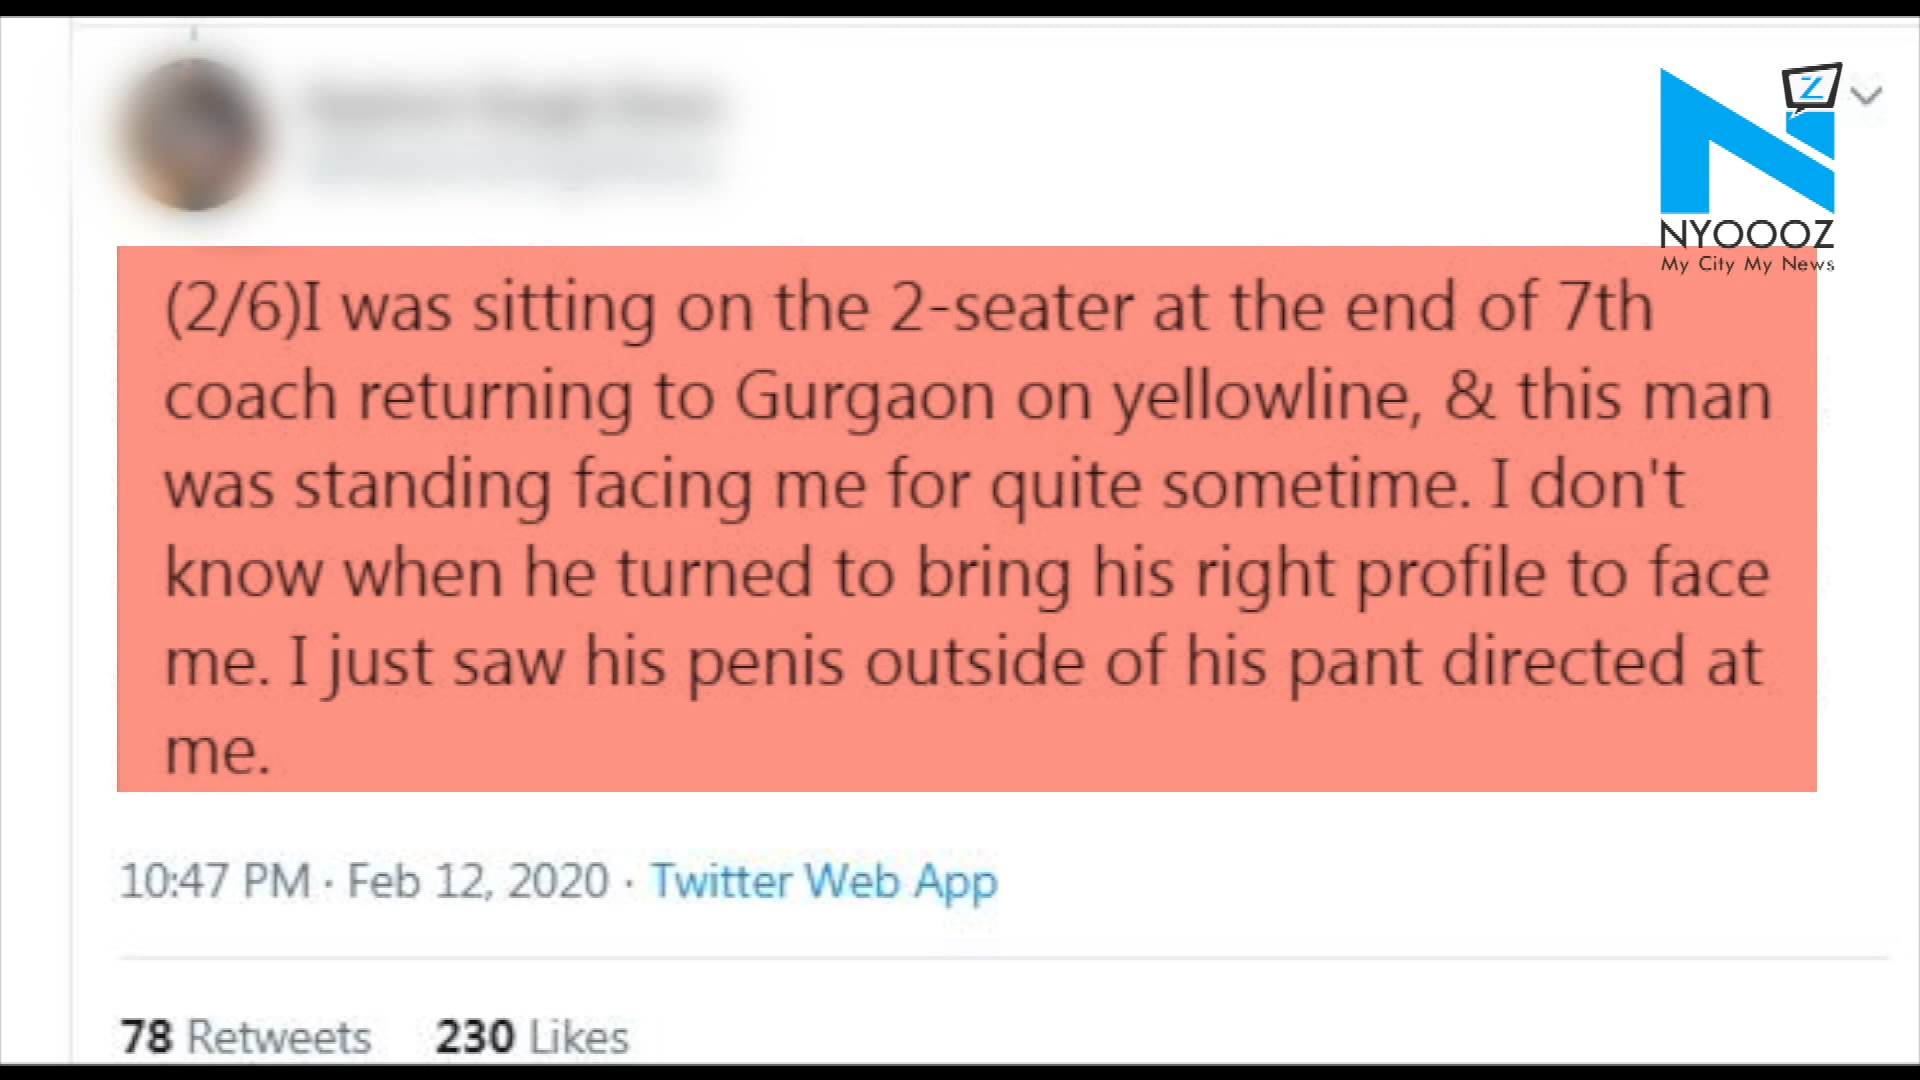 Z
NYOOOZ
My City My News
(2/6)I was sitting on the 2-seater at the end of 7th
coach returning to Gurgaon on yellowline, & this man
was standing facing me for quite sometime. I don't
know when he turned to bring his right profile to face
me. I just saw his penis outside of his pant directed at
me.
10:47 PM · Feb 12, 2020 · Twitter Web App
78 Retweets 230 Likes